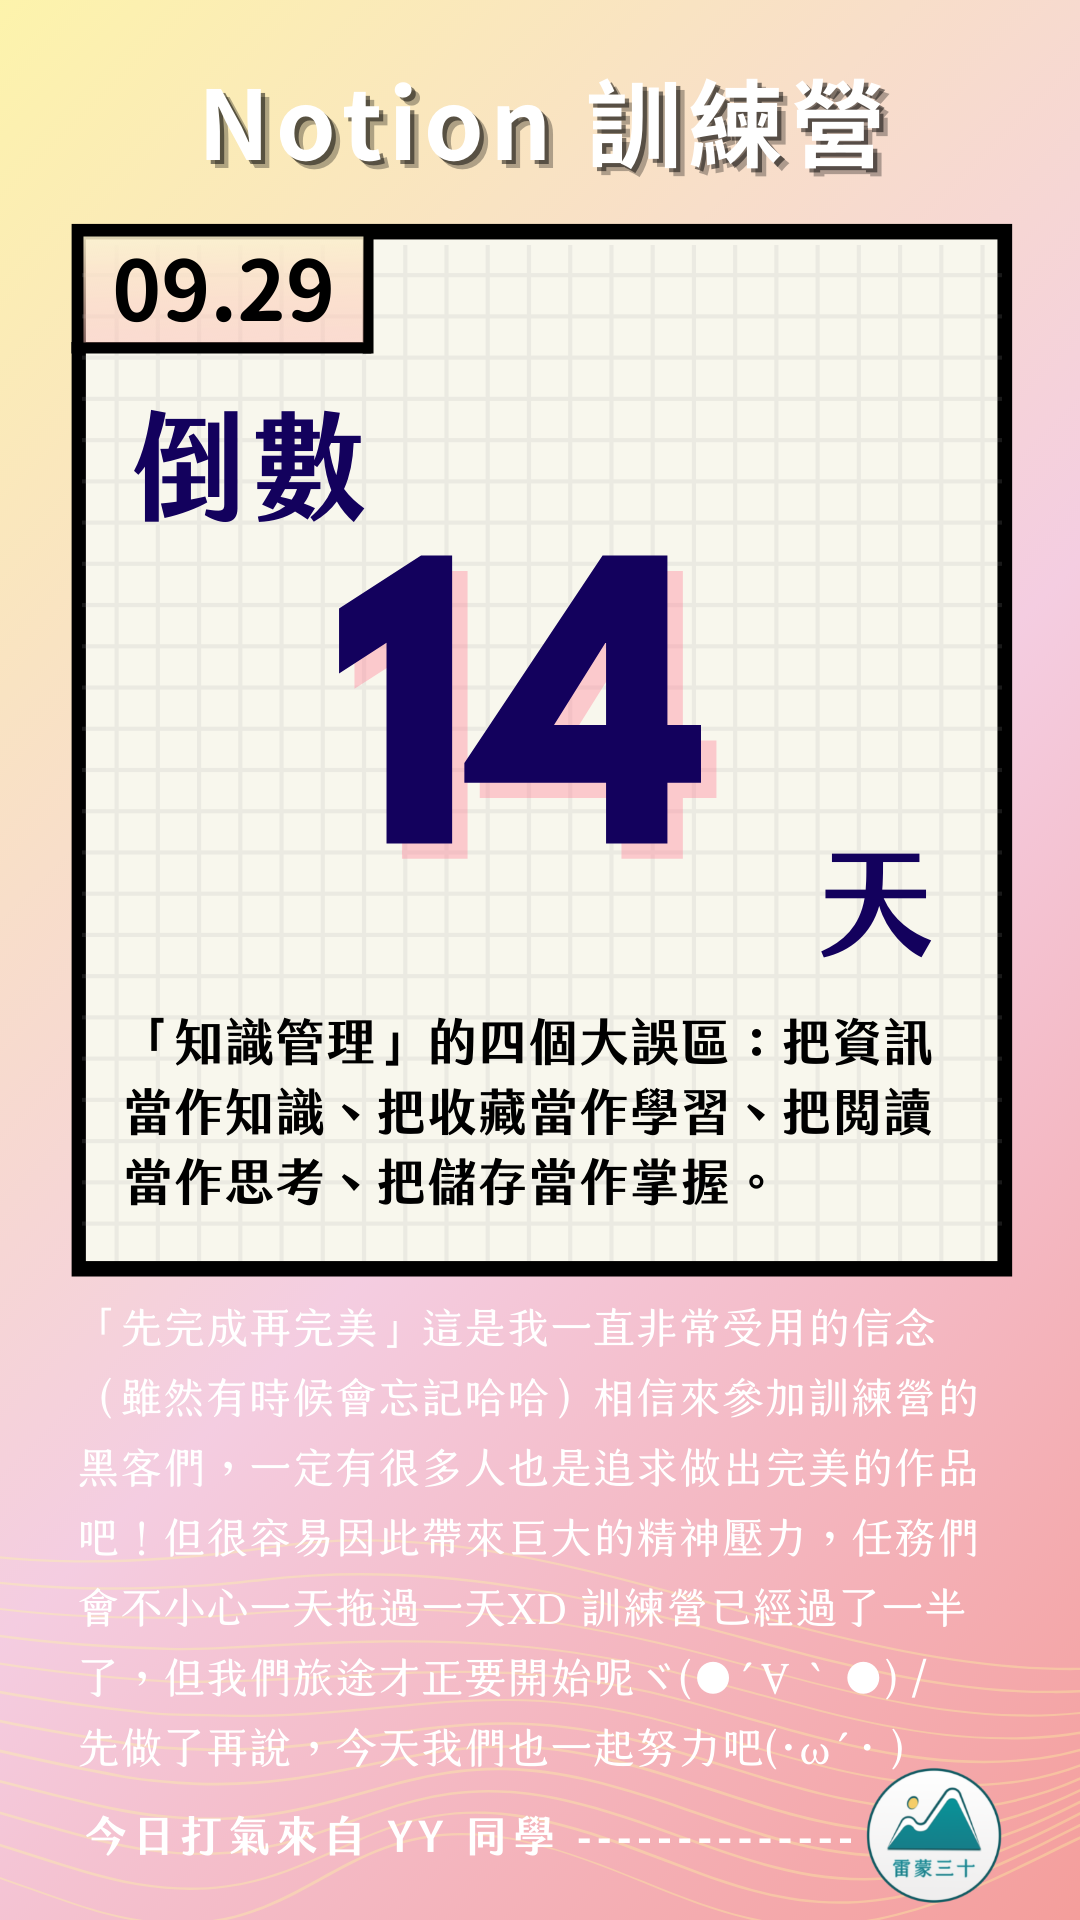 Notion 訓練營
09.29
倒數
14
天
「知識管理」的四個大誤區：把資訊
當作知識、把收藏當作學習、把閱讀
當作思考、把儲存當作掌握。
「先完成再完美」這是我一直非常受用的信念
（雖然有時候會忘記哈哈）相信來參加訓練營的
黑客們，一定有很多人也是追求做出完美的作品
吧！但很容易因此帶來巨大的精神壓力，任務們
會不小心一天拖過一天XD 訓練營已經過了一半
了，但我們旅途才正要開始呢ヾ(●´∀｀●)/
先做了再說，今天我們也一起努力吧(･ω´･ )
今日打氣來自 YY 同學 --------------
雷蒙三十